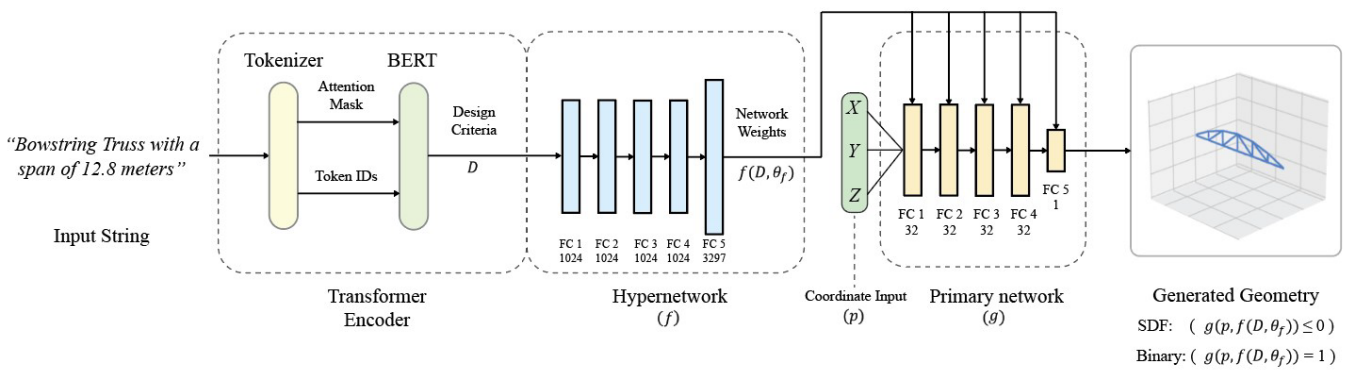 Tokenizer
BERT
Attention
Mask
Token IDs
“Bowstring Truss with a
span of 12.8 meters”
Input String
Design
Criteria
D
Transformer
Encoder
FC 1
1024
FC 2
1024
FC 3
1024
FC 4
1024
FC 5
3297
Network
Weights
f(D, θf)
Hypernetwork
(f)
X
Y
Z
Coordinate Input
(p)
FC 1
32
FC 2
32
FC 3
32
FC 4
32
FC 5
1
Primary network
(g)
Generated Geometry
SDF: ( g(p, f(D, θf)) ≤ 0 )
Binary: ( g(p, f(D, θf)) = 1 )